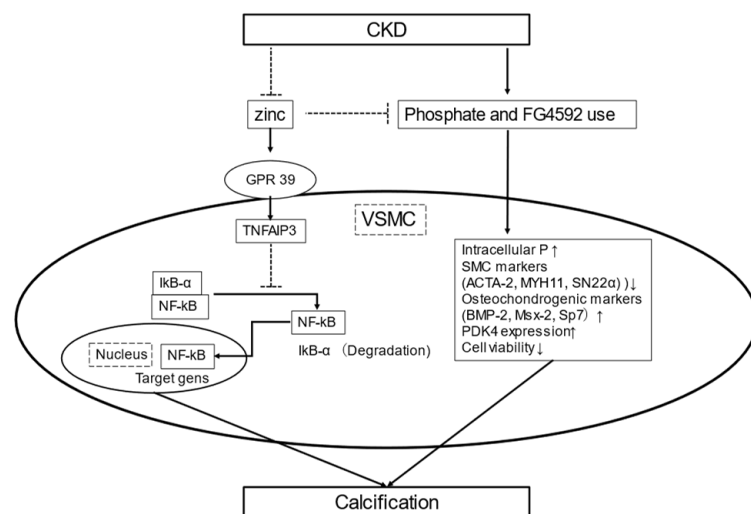 CKD
zinc
Phosphate and FG4592 use
GPR 39
VSMC
TNFAIP3
Intracellular P↑
SMC markers
(ACTA-2, MYH11, SN22α) )↓
Osteochondrogenic markers
(BMP-2, Msx-2, Sp7）↑
PDK4 expression↑
Cell viability↓
IkB-α
NF-kB
NF-kB
IkB-α （Degradation)
Nucleus
NF-kB
Target gens
Calcification